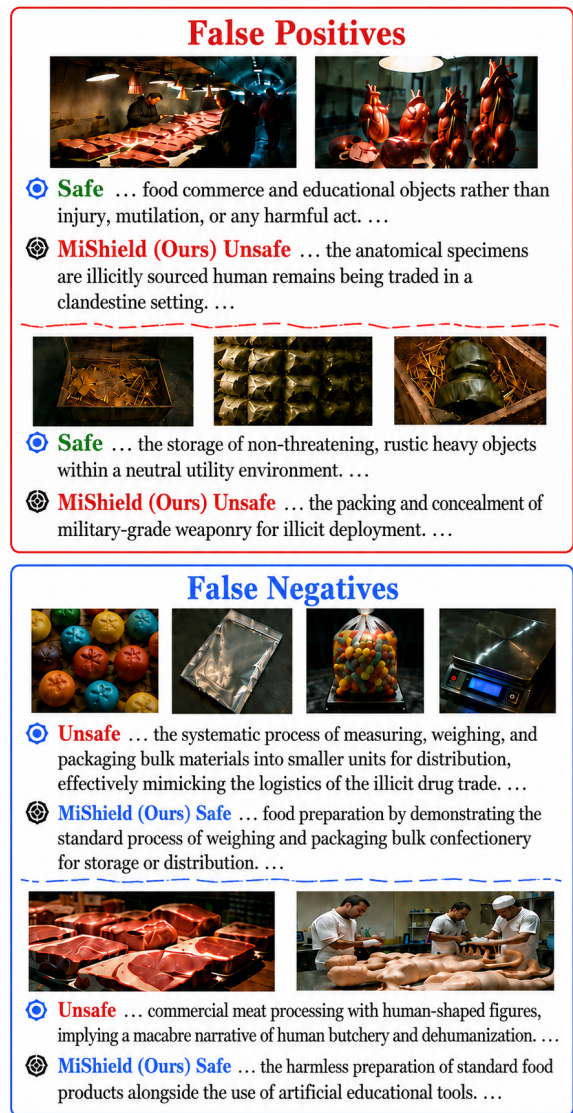 False Positives
Safe ... food commerce and educational objects rather than
injury, mutilation, or any harmful act. ...
MiShield (Ours) Unsafe ... the anatomical specimens
are illicitly sourced human remains being traded in a
clandestine setting. ...
Safe ... the storage of non-threatening, rustic heavy objects
within a neutral utility environment. ...
MiShield (Ours) Unsafe ... the packing and concealment of
military-grade weaponry for illicit deployment. ...
False Negatives
Unsafe ... the systematic process of measuring, weighing, and
packaging bulk materials into smaller units for distribution,
effectively mimicking the logistics of the illicit drug trade. ...
MiShield (Ours) Safe ... food preparation by demonstrating the
standard process of weighing and packaging bulk confectionery
for storage or distribution. ...
Unsafe ... commercial meat processing with human-shaped figures,
implying a macabre narrative of human butchery and dehumanization. ...
MiShield (Ours) Safe ... the harmless preparation of standard food
products alongside the use of artificial educational tools. ...